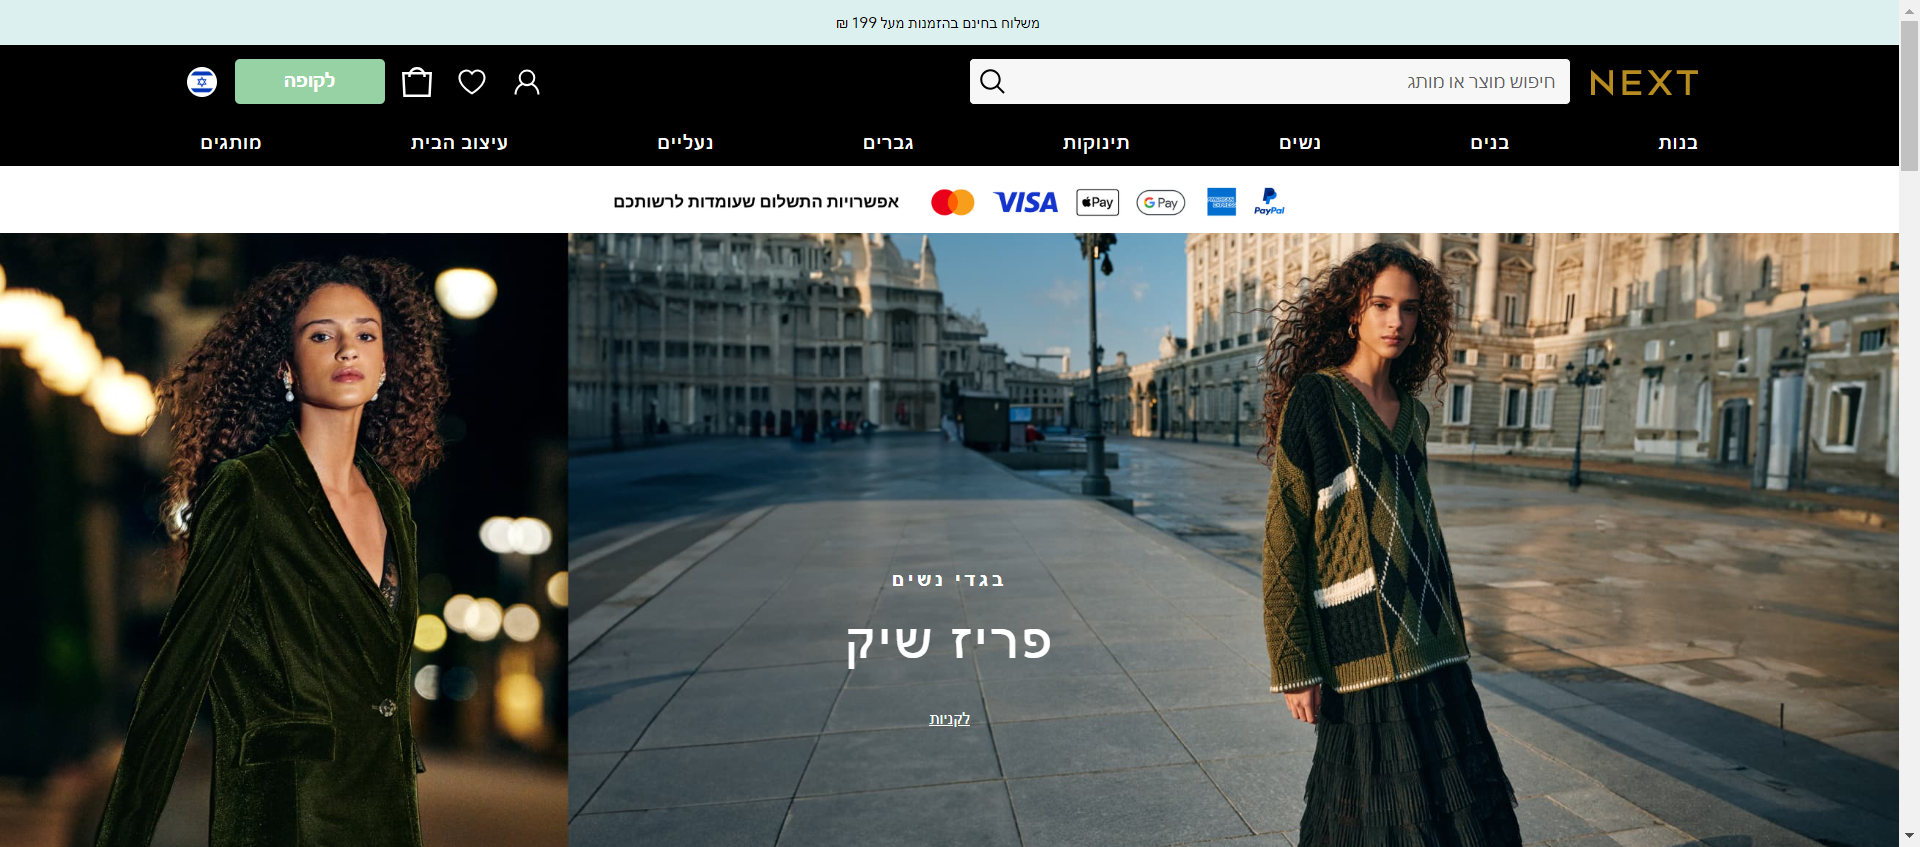 משלוח בחינם בהזמנות מעל 199 ₪
NEXT
חיפוש מוצר או מותג
לקופה
בנות
בנים
נשים
תינוקות
גברים
נעליים
עיצוב הבית
מותגים
אפשרויות התשלום שעומדות לרשותכם
VISA
Pay
G Pay
AMERICAN EXPRESS
PayPal
בגדי נשים
פריז שיק
לקניות